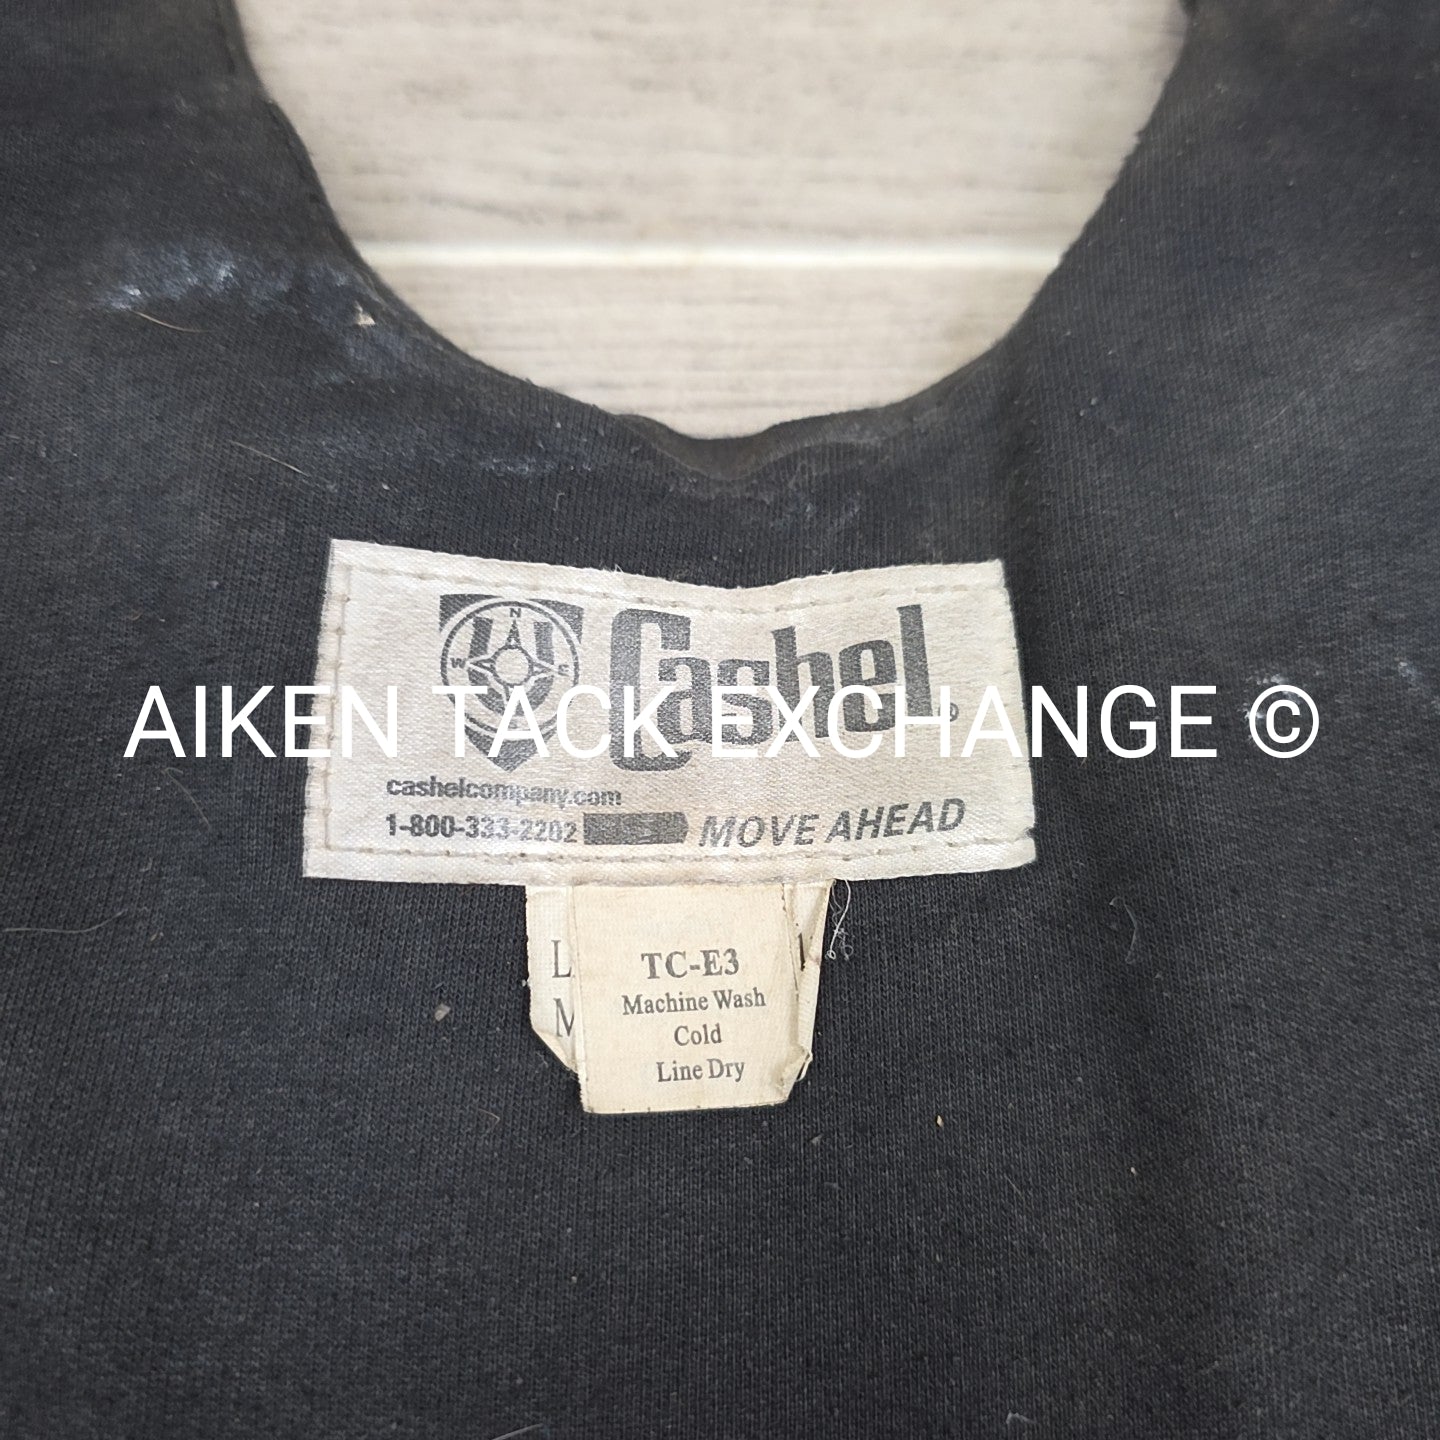 N
W E
Cashel®
AIKEN TACK EXCHANGE ©
cashelcompany.com
1-800-333-2202 MOVE AHEAD
TC-E3
Machine Wash
Cold
Line Dry